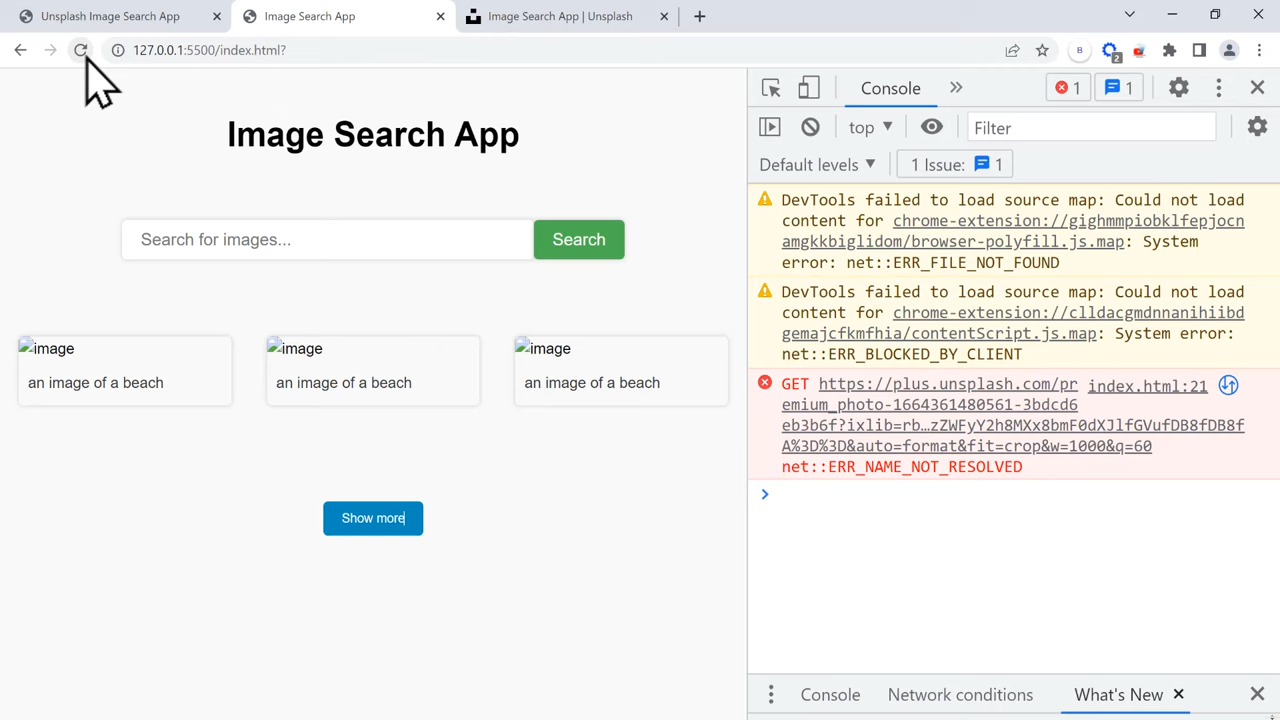 Unsplash Image Search App
Image Search App
Image Search App | Unsplash
127.0.0.1:5500/index.html?
B
2
Image Search App
Search for images...
Search
image
an image of a beach
image
an image of a beach
image
an image of a beach
Show more
Console
1
1
top
Filter
Default levels
1 Issue:
1
DevTools failed to load source map: Could not load
content for chrome-extension://gighmmpiobklfepjocn
amgkkbiglidom/browser-polyfill.js.map: System
error: net::ERR_FILE_NOT_FOUND
DevTools failed to load source map: Could not load
content for chrome-extension://clldacgmdnnanihiibd
gemajcfkmfhia/contentScript.js.map: System error:
net::ERR_BLOCKED_BY_CLIENT
GET https://plus.unsplash.com/pr index.html:21
emium_photo-1664361480561-3bdcd6
eb3b6f?ixlib=rb…zZWFyY2h8MXx8bmF0dXJlfGVufDB8fDB8f
A%3D%3D&auto=format&fit=crop&w=1000&q=60
net::ERR_NAME_NOT_RESOLVED
Console
Network conditions
What's New